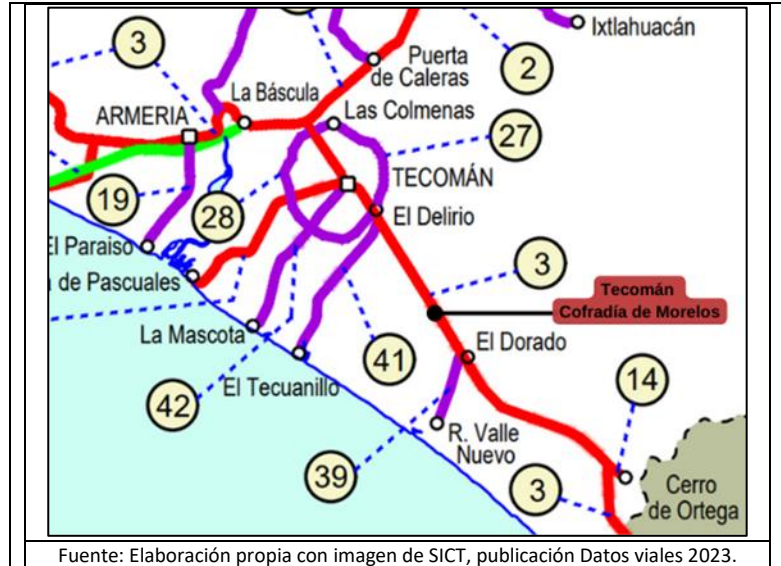 Ixtlahuacán
3
2
Puerta
de Caleras
La Báscula
Las Colmenas
ARMERIA
27
TECOMÁN
19
28
El Delirio
El Paraiso
a de Pascuales
3
Tecomán
Cofradía de Morelos
La Mascota
El Dorado
41
El Tecuanillo
14
42
R. Valle
Nuevo
39
3
Cerro
de Ortega
Fuente: Elaboración propia con imagen de SICT, publicación Datos viales 2023.